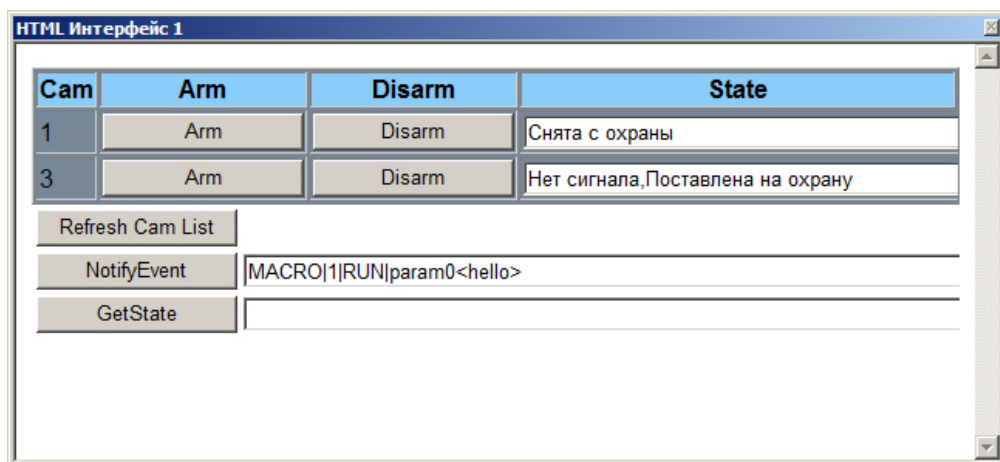 HTML Интерфейс 1
Cam Arm Disarm State
1 Arm Disarm Снята с охраны
3 Arm Disarm Нет сигнала,Поставлена на охрану
Refresh Cam List
NotifyEvent MACRO|1|RUN|param0<hello>
GetState